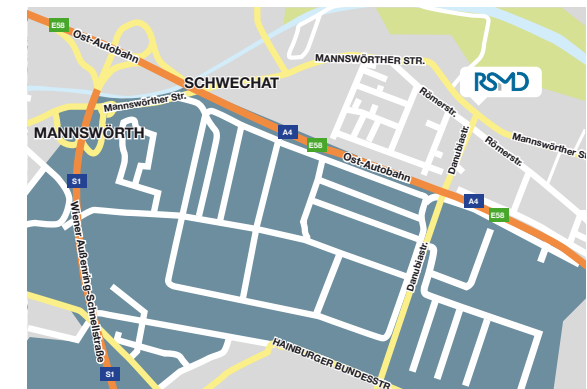 E58
Ost-Autobahn
MANNSWÖRTHER STR.
SCHWECHAT
RSMD
Mannswörther Str.
Römerstr.
MANNSWÖRTH
A4
E58
Danubiastr.
Römerstr.
Mannswörther St
Ost-Autobahn
S1
A4
E58
Wiener Außenring-Schnellstraße
Danubiastr.
HAINBURGER BUNDESSTR
S1